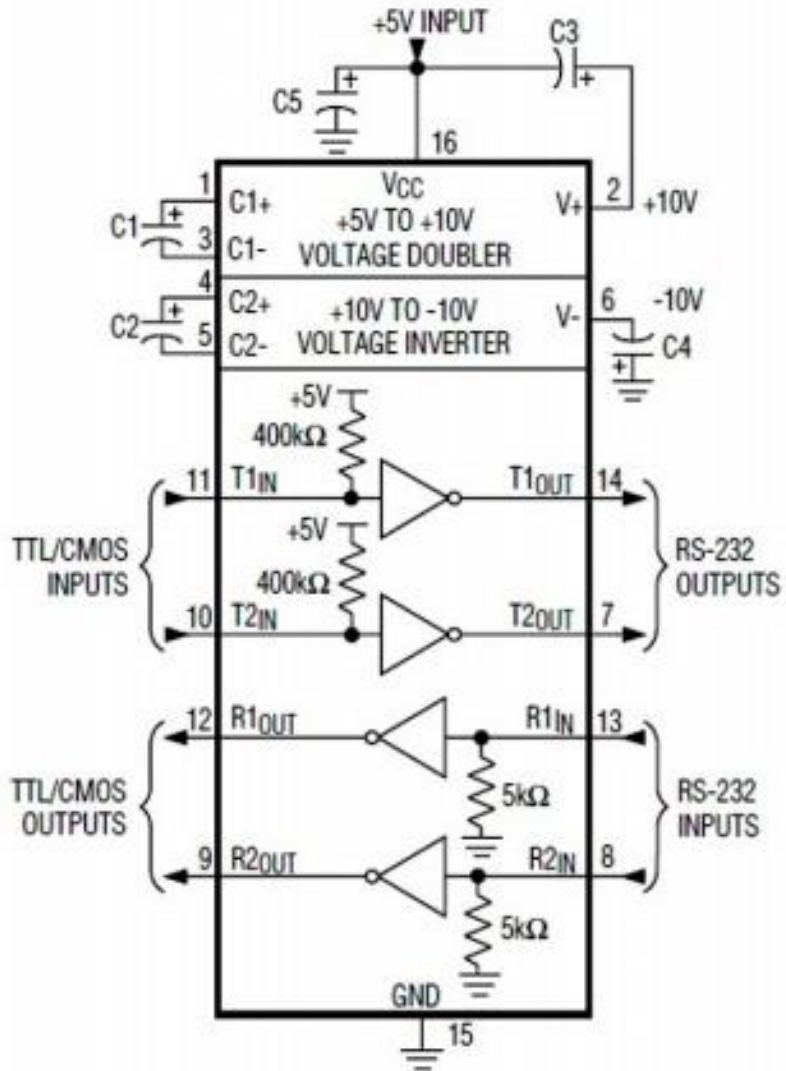 +5V INPUT
C3
+
+
C5
16
1
VCC
2
C1+
V+
+10V
+
+5V TO +10V
C1
3
C1-
VOLTAGE DOUBLER
4
C2+
6
-10V
+
+10V TO -10V
V-
C2
5
C2-
VOLTAGE INVERTER
C4
+
+5V
400kΩ
11
T1IN
T1OUT
14
+5V
TTL/CMOS
INPUTS
RS-232
OUTPUTS
400kΩ
10
T2IN
T2OUT
7
12
R1OUT
R1IN
13
TTL/CMOS
OUTPUTS
5kΩ
RS-232
INPUTS
9
R2OUT
R2IN
8
5kΩ
GND
15